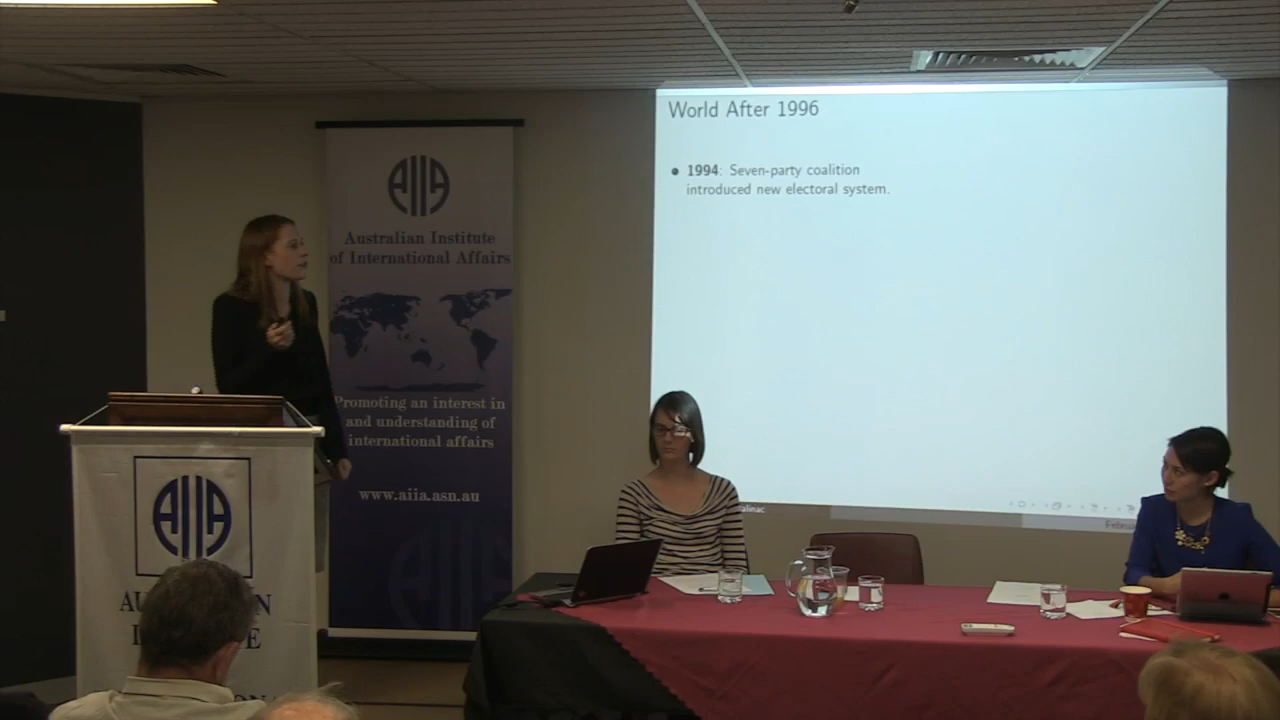 World After 1996
1994: Seven-party coalition
introduced new electoral system.
AIIA
Australian Institute
of International Affairs
Promoting an interest in
and understanding of
international affairs
www.aiia.asn.au
AIIA